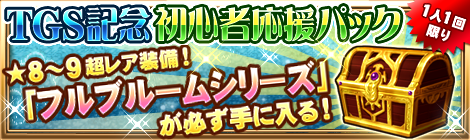 TGS記念 初心者応援パック
1人1回
限り
★8～9超レア装備！
「フルブルームシリーズ」
が必ず手に入る！